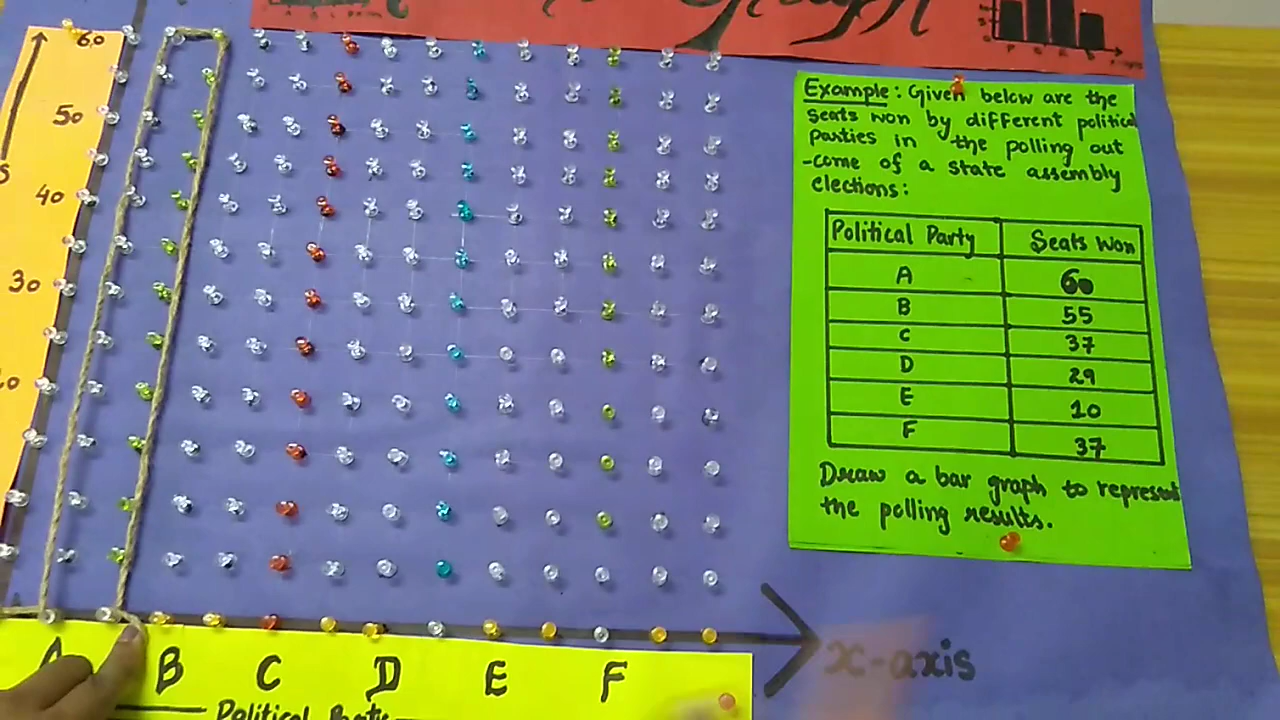 Graph
60
50
40
30
Example: Given below are the
seats won by different political
parties in the polling out
-come of a state assembly
elections:
Political Party Seats Won
A 60
B 55
C 37
D 29
E 10
F 37
Draw a bar graph to represent
the polling results.
x-axis
A B C D E F
Political Party